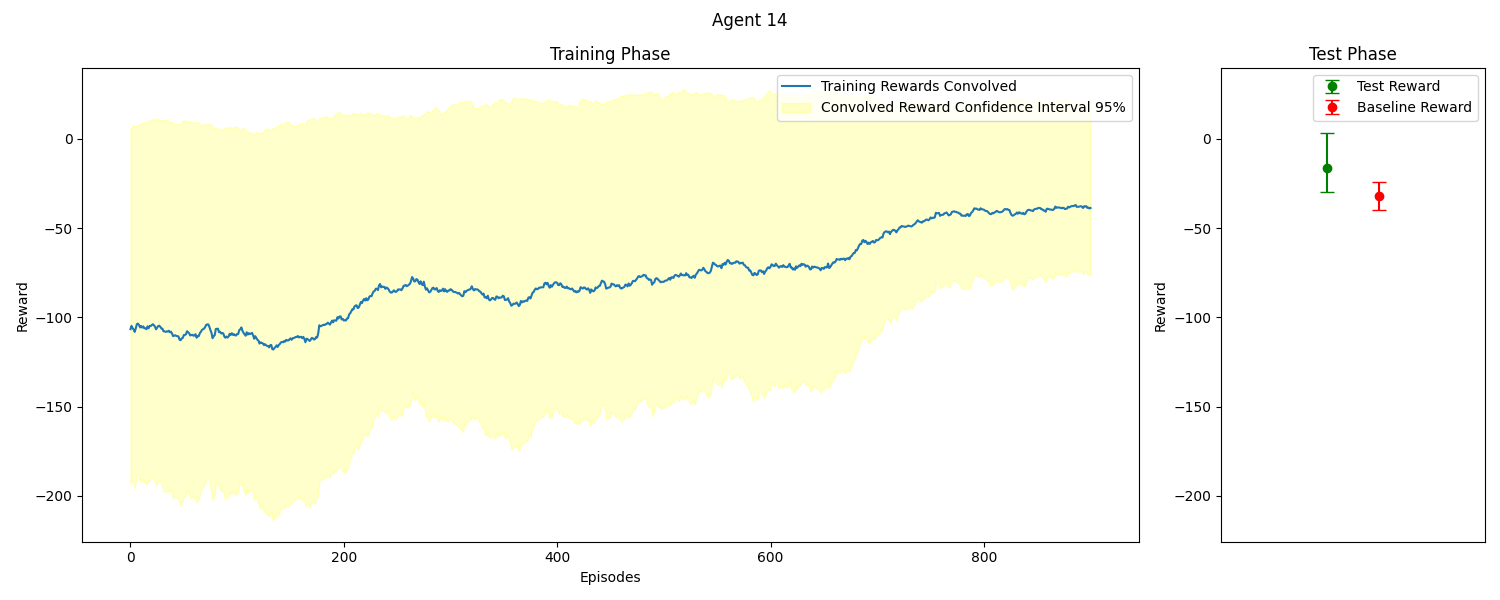 Agent 14
Training Phase
Training Rewards Convolved
Convolved Reward Confidence Interval 95%
Reward
0
−50
−100
−150
−200
0
200
400
600
800
Episodes
Test Phase
Test Reward
Baseline Reward
Reward
0
−50
−100
−150
−200